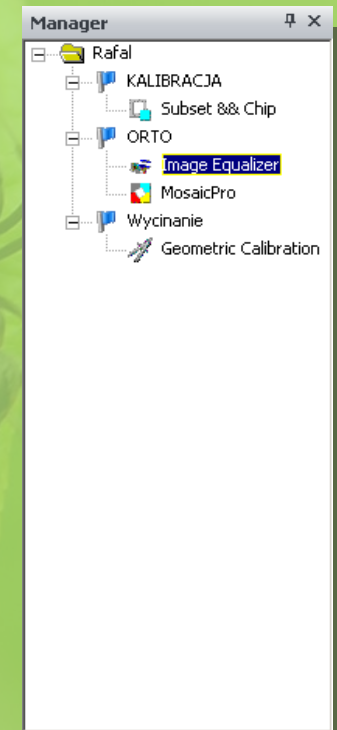 Manager
Rafal
KALIBRACJA
Subset && Chip
ORTO
Image Equalizer
MosaicPro
Wycinanie
Geometric Calibration